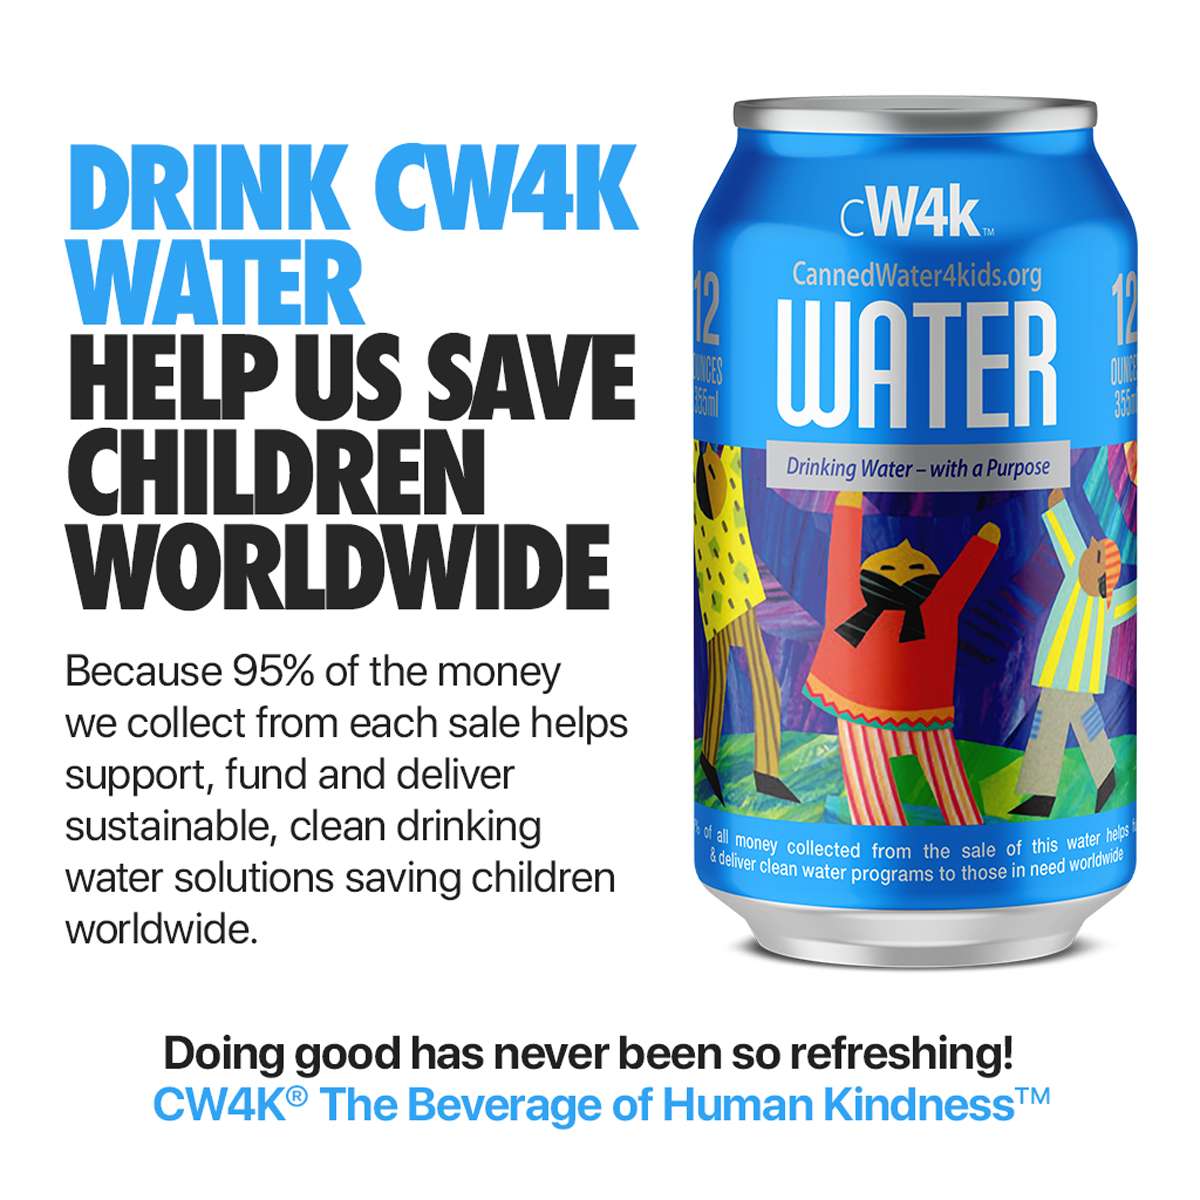 DRINK CW4K
WATER
HELP US SAVE
CHILDREN
WORLDWIDE
Because 95% of the money
we collect from each sale helps
support, fund and deliver
sustainable, clean drinking
water solutions saving children
worldwide.
cW4k™
CannedWater4kids.org
WATER
12
OUNCES
355ml
12
Drinking Water – with a Purpose
of all money collected from the sale of this water helps
& deliver clean water programs to those in need worldwide
Doing good has never been so refreshing!
CW4K® The Beverage of Human Kindness™